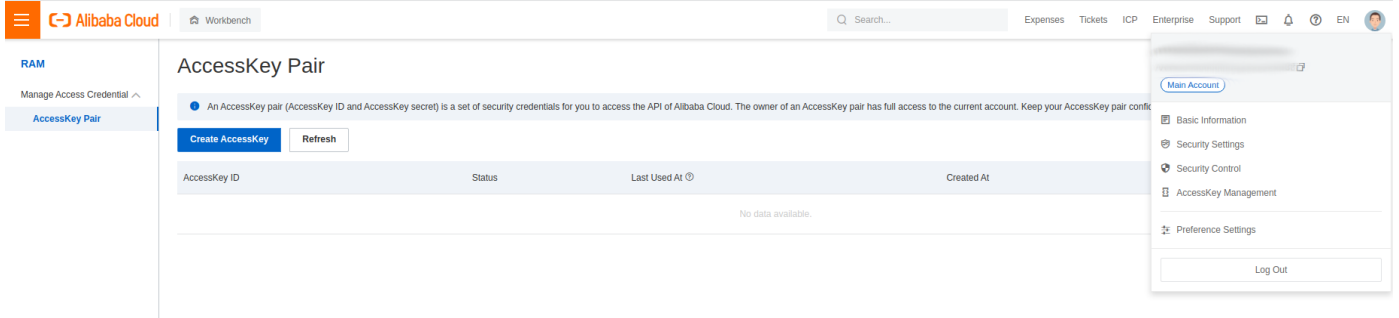 Alibaba Cloud
Workbench
Search...
Expenses Tickets ICP Enterprise Support EN
RAM
Manage Access Credential
AccessKey Pair
AccessKey Pair
An AccessKey pair (AccessKey ID and AccessKey secret) is a set of security credentials for you to access the API of Alibaba Cloud. The owner of an AccessKey pair has full access to the current account. Keep your AccessKey pair
Create AccessKey Refresh
AccessKey ID Status Last Used At Created At
No data available.
Main Account
Basic Information
Security Settings
Security Control
AccessKey Management
Preference Settings
Log Out